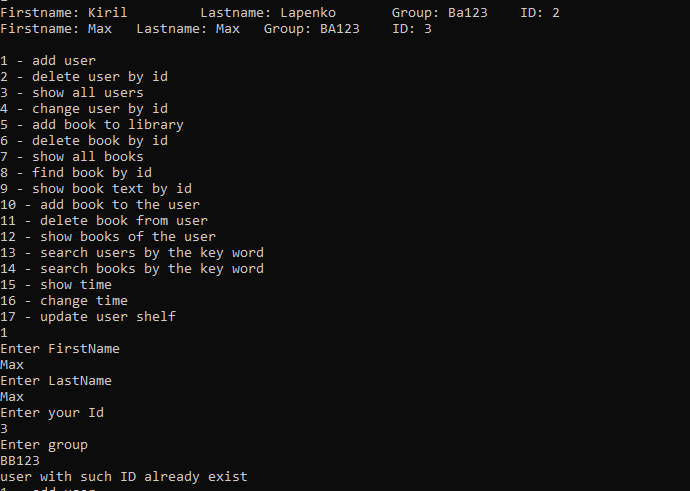 Firstname: Kiril         Lastname: Lapenko       Group: Ba123    ID: 2
Firstname: Max   Lastname: Max   Group: BA123    ID: 3
1 - add user
2 - delete user by id
3 - show all users
4 - change user by id
5 - add book to library
6 - delete book by id
7 - show all books
8 - find book by id
9 - show book text by id
10 - add book to the user
11 - delete book from user
12 - show books of the user
13 - search users by the key word
14 - search books by the key word
15 - show time
16 - change time
17 - update user shelf
1
Enter FirstName
Max
Enter LastName
Max
Enter your Id
3
Enter group
BB123
user with such ID already exist
1 - add user